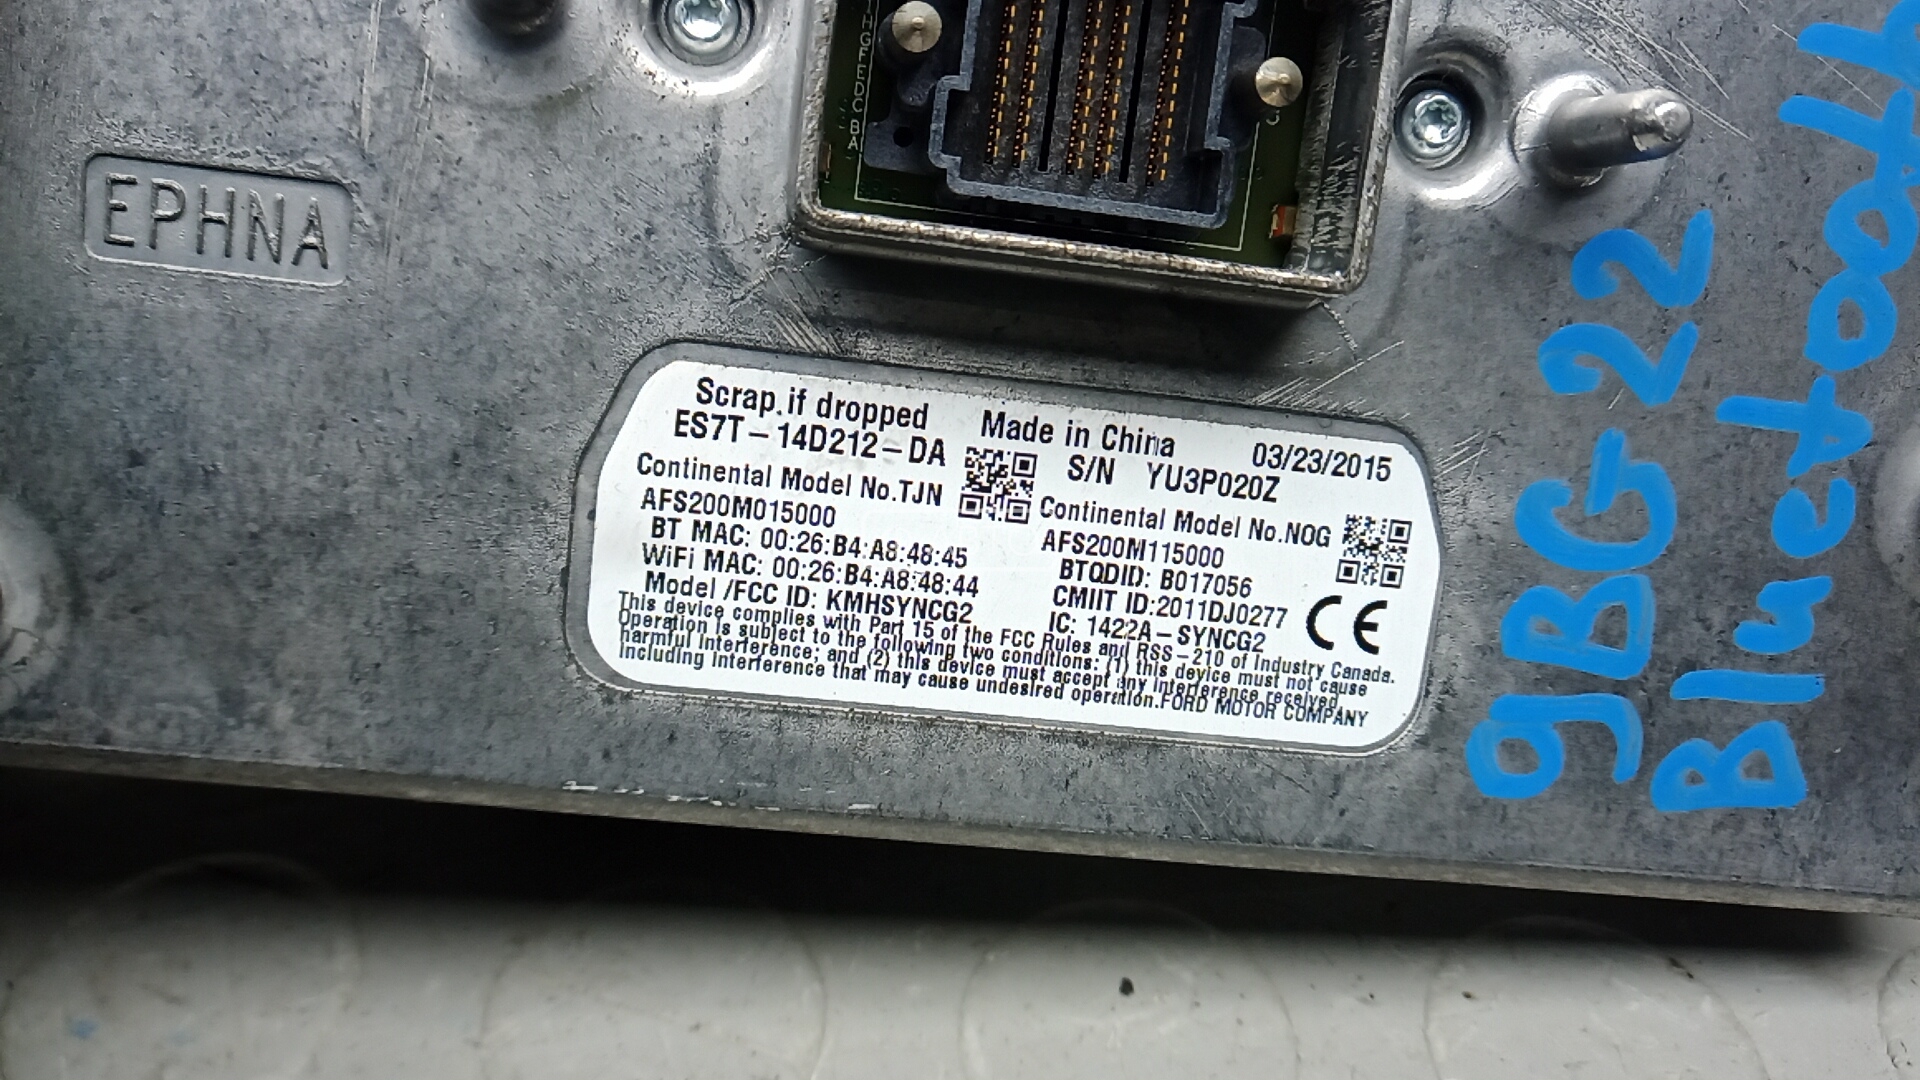 H G F E D C B A
EPHNA
Scrap if dropped
Made in China
03/23/2015
ES7T-14D212-DA
S/N YU3P020Z
Continental Model No.TJN
AFS200M015000
Continental Model No.NOG
AFS200M115000
BT MAC: 00:26:B4:A8:48:45
WiFi MAC: 00:26:B4:A8:48:44
Model /FCC ID: KMHSYNCG2
BTQDID: B017056
CMIIT ID:2011DJ0277
IC: 1422A-SYNCG2
CE
This device complies with Part 15 of the FCC Rules and RSS-210 of Industry Canada.
Operation is subject to the following two conditions: (1) this device must not cause
harmful interference; and (2) this device must accept any interference received,
including interference that may cause undesired operation.FORD MOTOR COMPANY
9BG 22
Bluetooth